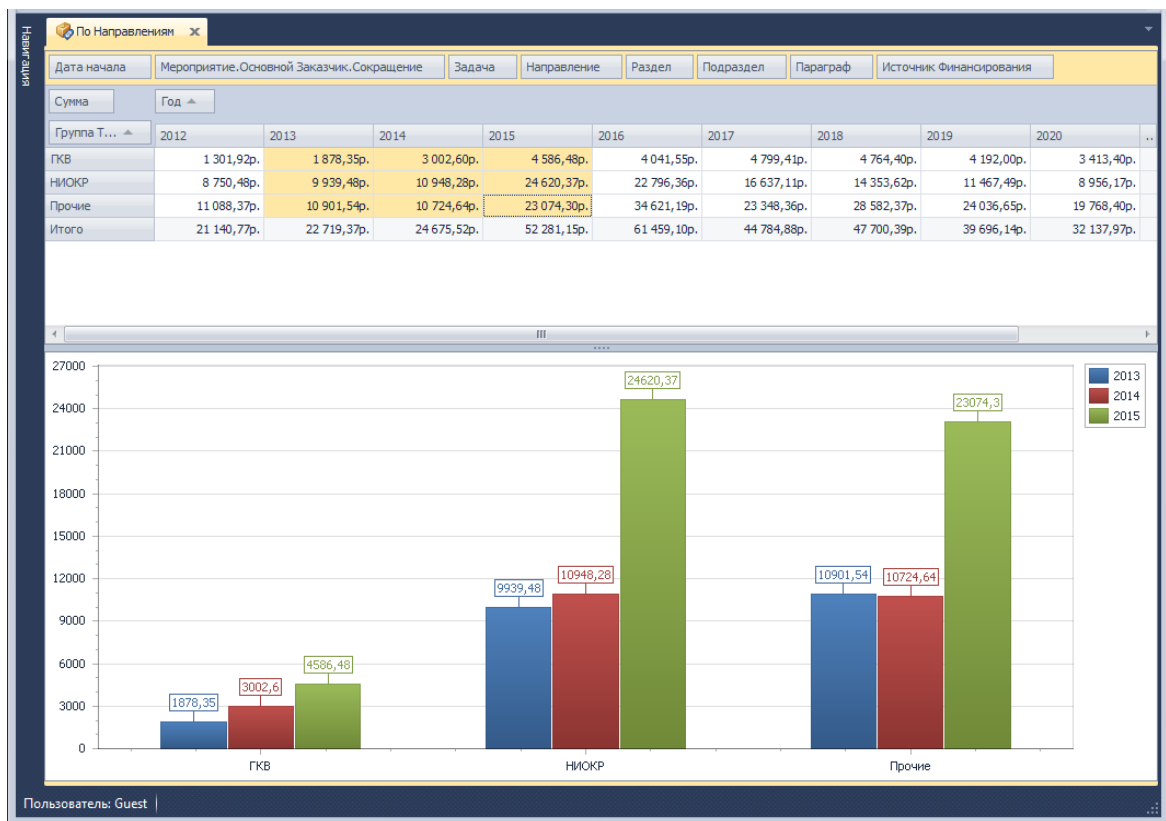 Навигация
По Направлениям
Дата начала Мероприятие.Основной Заказчик.Сокращение Задача Направление Раздел Подраздел Параграф Источник Финансирования
Сумма Год
Группа Т... 2012 2013 2014 2015 2016 2017 2018 2019 2020 ..
ГКВ 1 301,92р. 1 878,35р. 3 002,60р. 4 586,48р. 4 041,55р. 4 799,41р. 4 764,40р. 4 192,00р. 3 413,40р.
НИОКР 8 750,48р. 9 939,48р. 10 948,28р. 24 620,37р. 22 796,36р. 16 637,11р. 14 353,62р. 11 467,49р. 8 956,17р.
Прочие 11 088,37р. 10 901,54р. 10 724,64р. 23 074,30р. 34 621,19р. 23 348,36р. 28 582,37р. 24 036,65р. 19 768,40р.
Итого 21 140,77р. 22 719,37р. 24 675,52р. 52 281,15р. 61 459,10р. 44 784,88р. 47 700,39р. 39 696,14р. 32 137,97р.
27000
24000
21000
18000
15000
12000
9000
6000
3000
0
1878,35
3002,6
4586,48
9939,48
10948,28
24620,37
10901,54
10724,64
23074,3
2013
2014
2015
ГКВ НИОКР Прочие
Пользователь: Guest